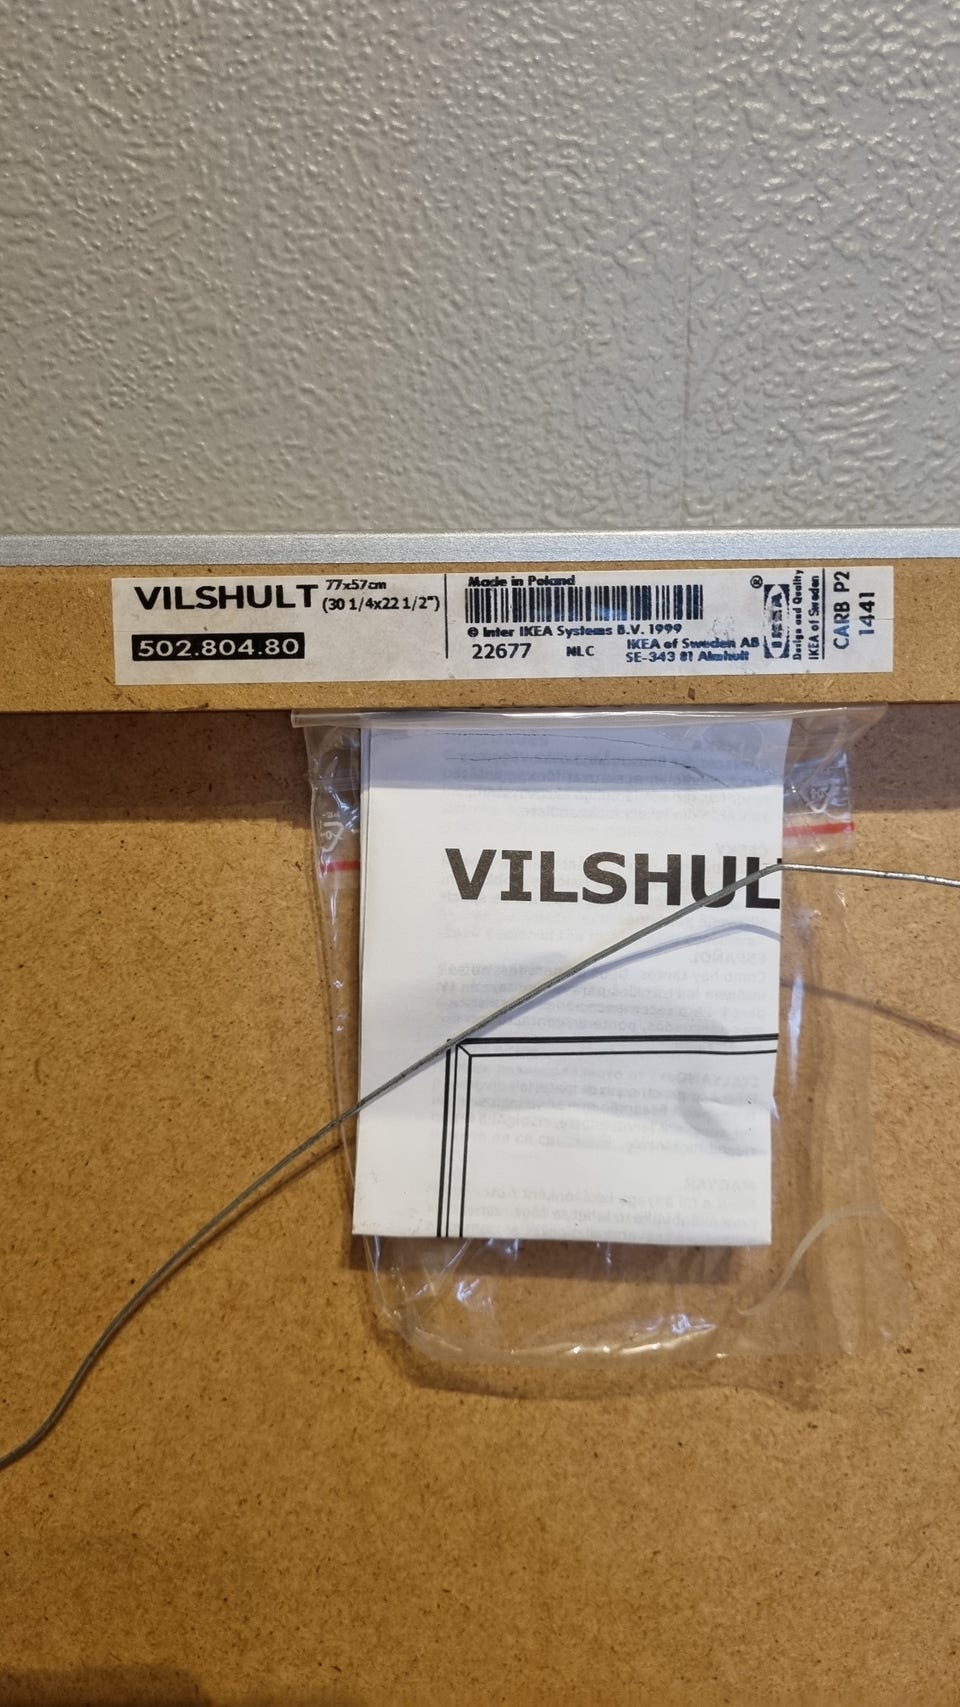 VILSHULT 77x57cm
(30 1/4x22 1/2")
502.804.80
Made in Poland
© Inter IKEA Systems B.V. 1999
22677 NLC
IKEA of Sweden AB
SE-343 81 Älmhult
®
IKEA
Design and Quality
IKEA of Sweden
CARB P2
1441
VILSHUL
ESPAÑOL
MAGYAR